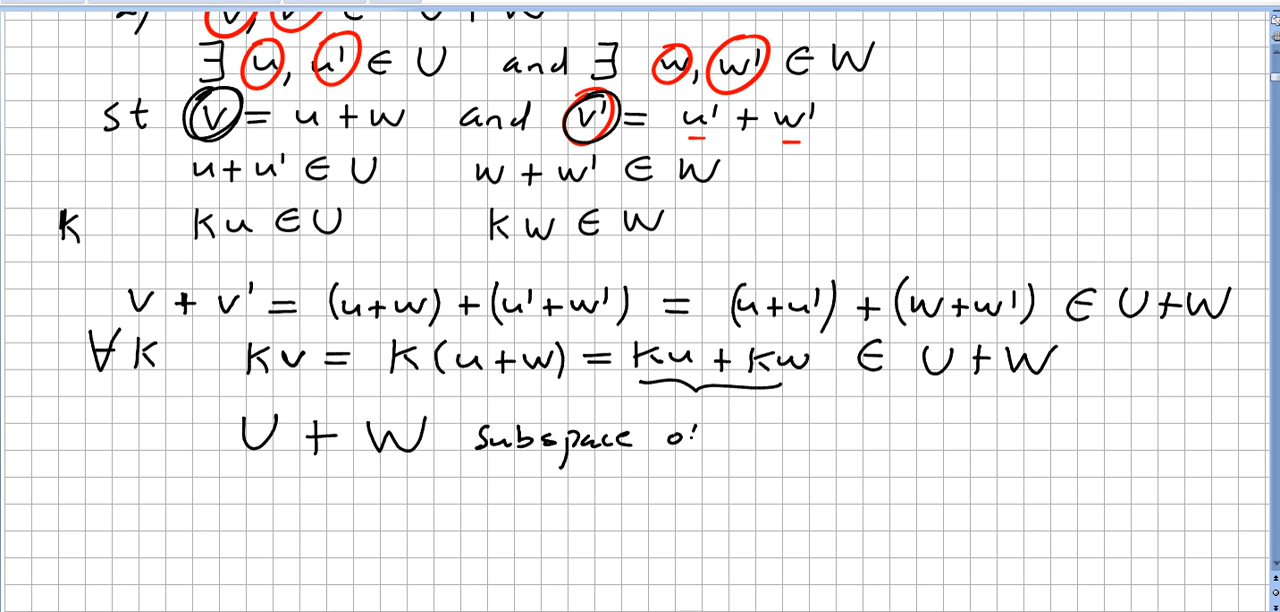 ∃ u, u' ∈ U and ∃ w, w' ∈ W
st v = u + w and v' = u' + w'
u + u' ∈ U w + w' ∈ W
k ku ∈ U kw ∈ W
v + v' = (u+w) + (u'+w') = (u+u') + (w+w') ∈ U+W
∀ k kv = k(u+w) = ku + kw ∈ U + W
U + W subspace